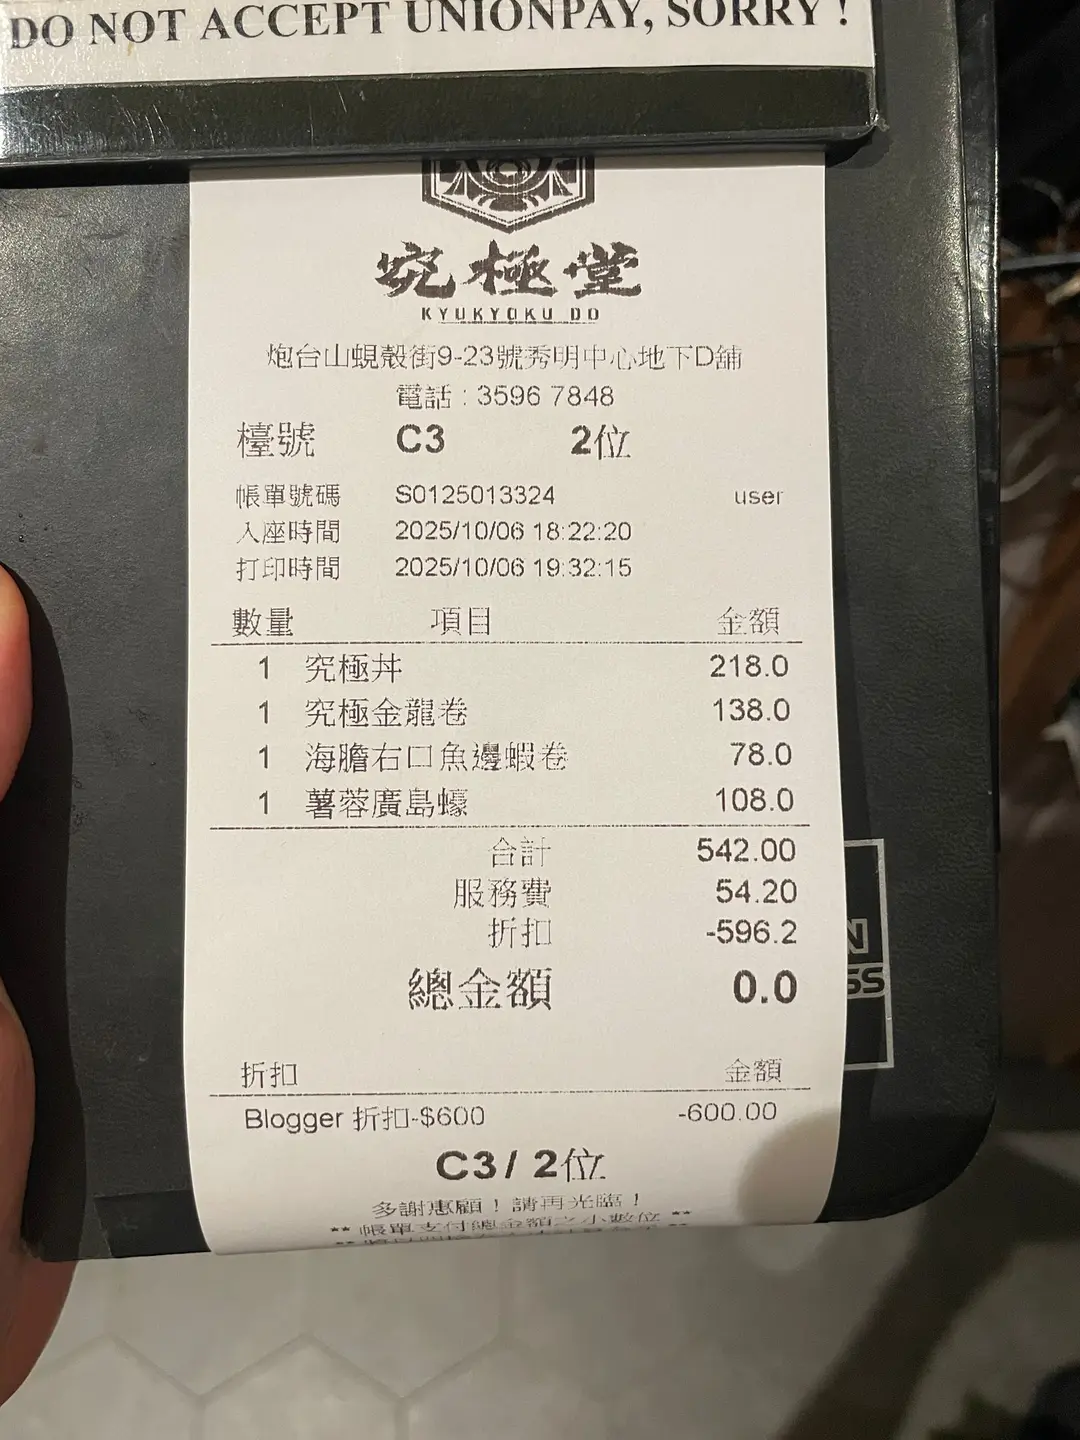 DO NOT ACCEPT UNIONPAY, SORRY !
究極堂
KYUKYOKU DO
炮台山蜆殼街9-23號秀明中心地下D舖
電話 : 3596 7848
檯號 C3 2位
帳單號碼 S0125013324 user
入座時間 2025/10/06 18:22:20
打印時間 2025/10/06 19:32:15
數量 項目 金額
1 究極丼 218.0
1 究極金龍卷 138.0
1 海膽右口魚邊蝦卷 78.0
1 薯蓉廣島蠔 108.0
合計 542.00
服務費 54.20
折扣 -596.2
總金額 0.0
折扣 金額
Blogger 折扣-$600 -600.00
C3 / 2位
多謝惠顧！請再光臨！
** 帳單支付總金額之小數位 **